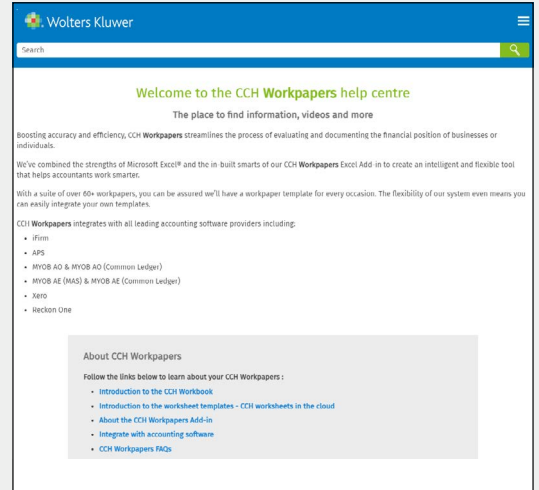 Wolters Kluwer
Search
Welcome to the CCH Workpapers help centre
The place to find information, videos and more
Boosting accuracy and efficiency, CCH Workpapers streamlines the process of evaluating and documenting the financial position of businesses or
individuals.
We've combined the strengths of Microsoft Excel® and the in-built smarts of our CCH Workpapers Excel Add-in to create an intelligent and flexible tool
that helps accountants work smarter.
With a suite of over 60+ workpapers, you can be assured we'll have a workpaper template for every occasion. The flexibility of our system even means you
can easily integrate your own templates.
CCH Workpapers integrates with all leading accounting software providers including:
• iFirm
• APS
• MYOB AO & MYOB AO (Common Ledger)
• MYOB AE (MAS) & MYOB AE (Common Ledger)
• Xero
• Reckon One
About CCH Workpapers
Follow the links below to learn about your CCH Workpapers :
• Introduction to the CCH Workbook
• Introduction to the worksheet templates - CCH worksheets in the cloud
• About the CCH Workpapers Add-in
• Integrate with accounting software
• CCH Workpapers FAQs